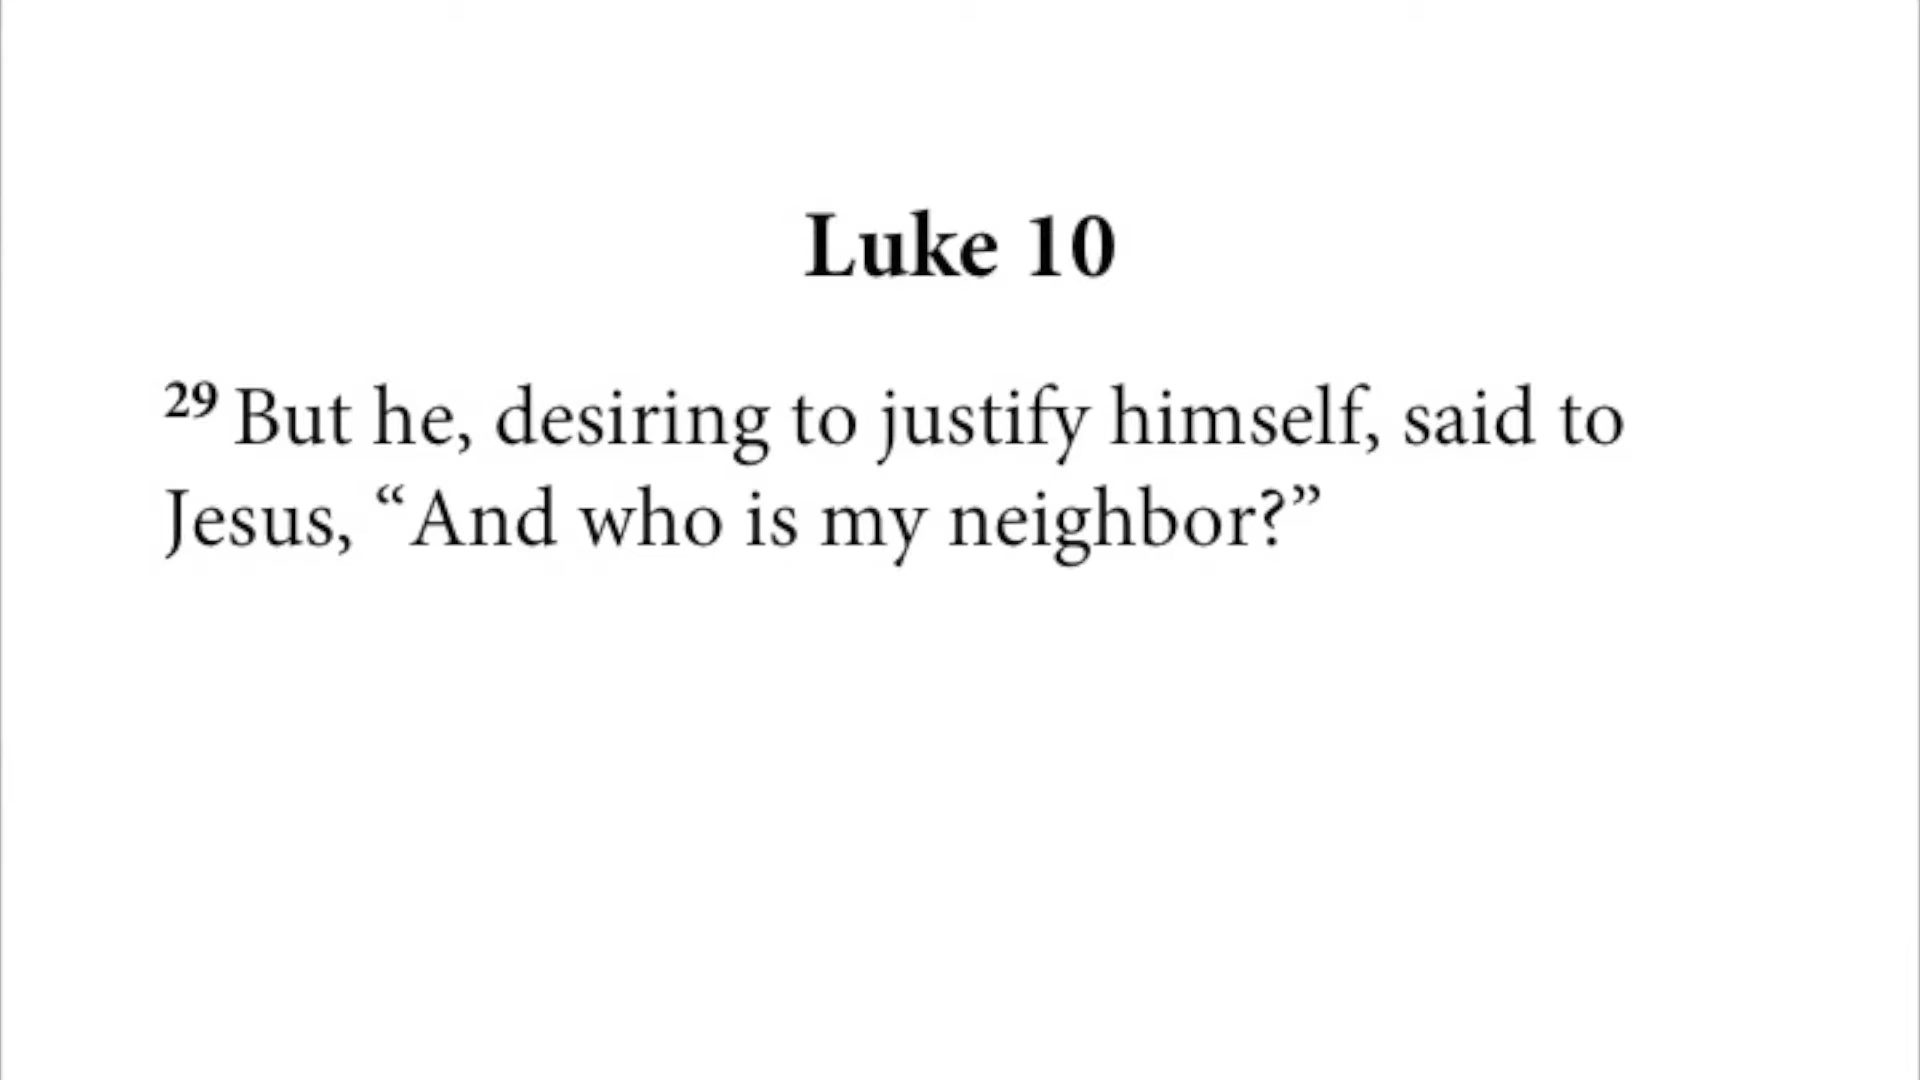 Luke 10
29 But he, desiring to justify himself, said to
Jesus, “And who is my neighbor?”